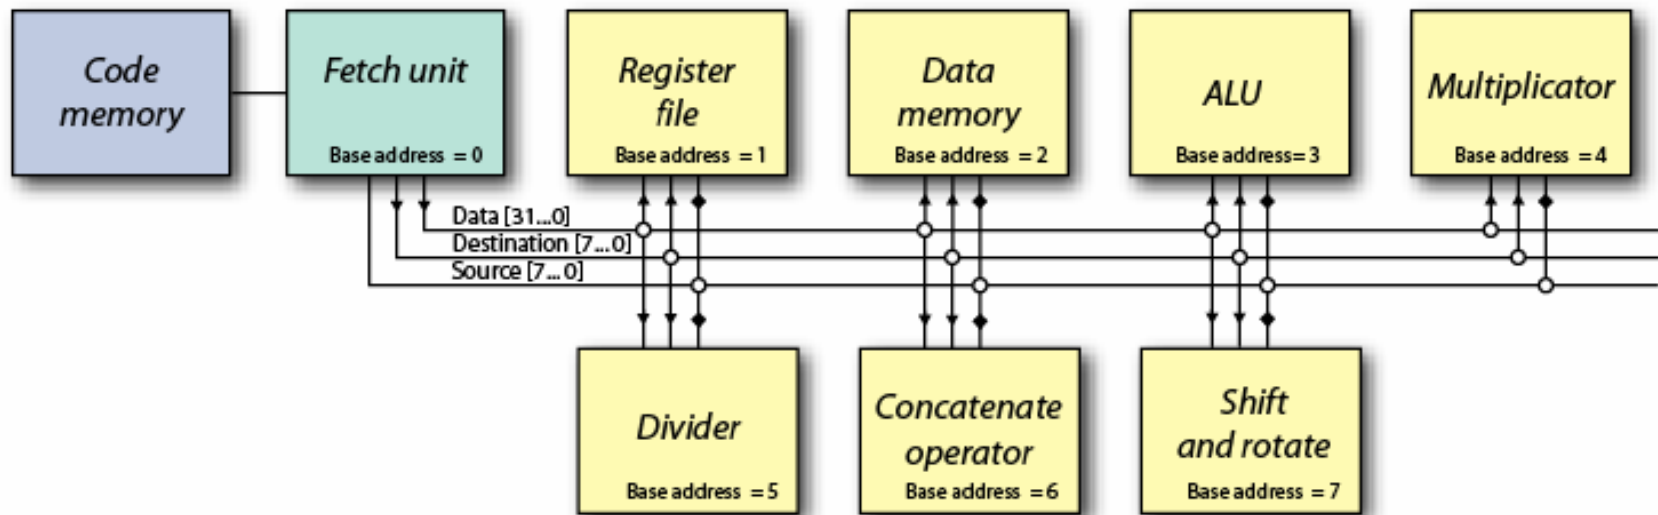 Code
memory
Fetch unit
Base address = 0
Register
file
Base address = 1
Data
memory
Base address = 2
ALU
Base address= 3
Multiplicator
Base address = 4
Data [31...0]
Destination [7...0]
Source [7...0]
Divider
Base address = 5
Concatenate
operator
Base address = 6
Shift
and rotate
Base address = 7